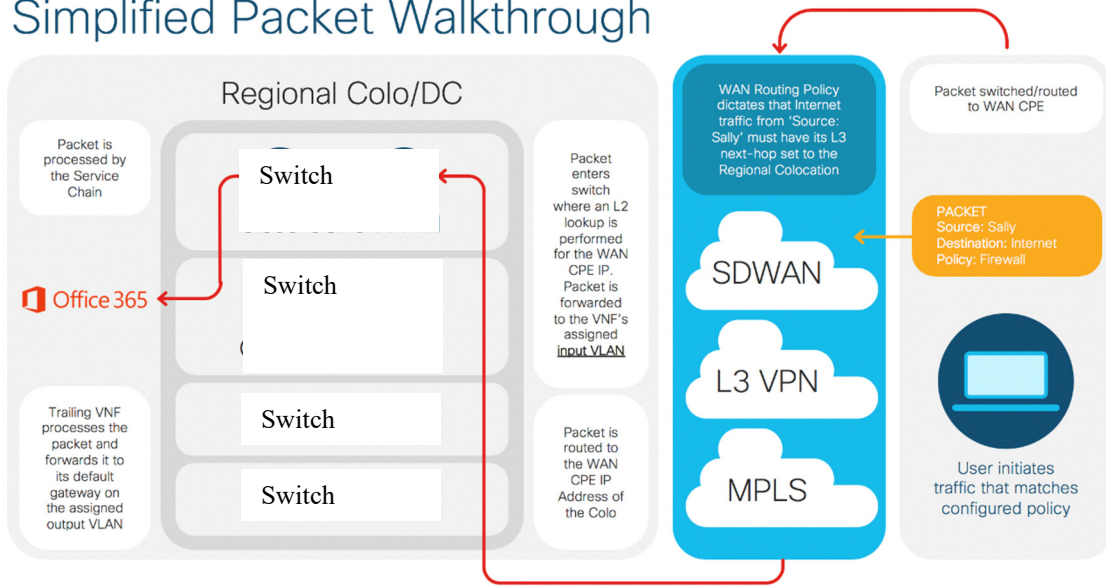 Simplified Packet Walkthrough
Regional Colo/DC
Packet is
processed by
the Service
Chain
Office 365
Trailing VNF
processes the
packet and
forwards it to
its default
gateway on
the assigned
output VLAN
Switch
Switch
Switch
Switch
Packet
enters
switch
where an L2
lookup is
performed
for the WAN
CPE IP.
Packet is
forwarded
to the VNF's
assigned
input VLAN
Packet is
routed to
the WAN
CPE IP
Address of
the Colo
WAN Routing Policy
dictates that Internet
traffic from 'Source:
Sally' must have its L3
next-hop set to the
Regional Colocation
SDWAN
L3 VPN
MPLS
Packet switched/routed
to WAN CPE
PACKET
Source: Sally
Destination: Internet
Policy: Firewall
User initiates
traffic that matches
configured policy